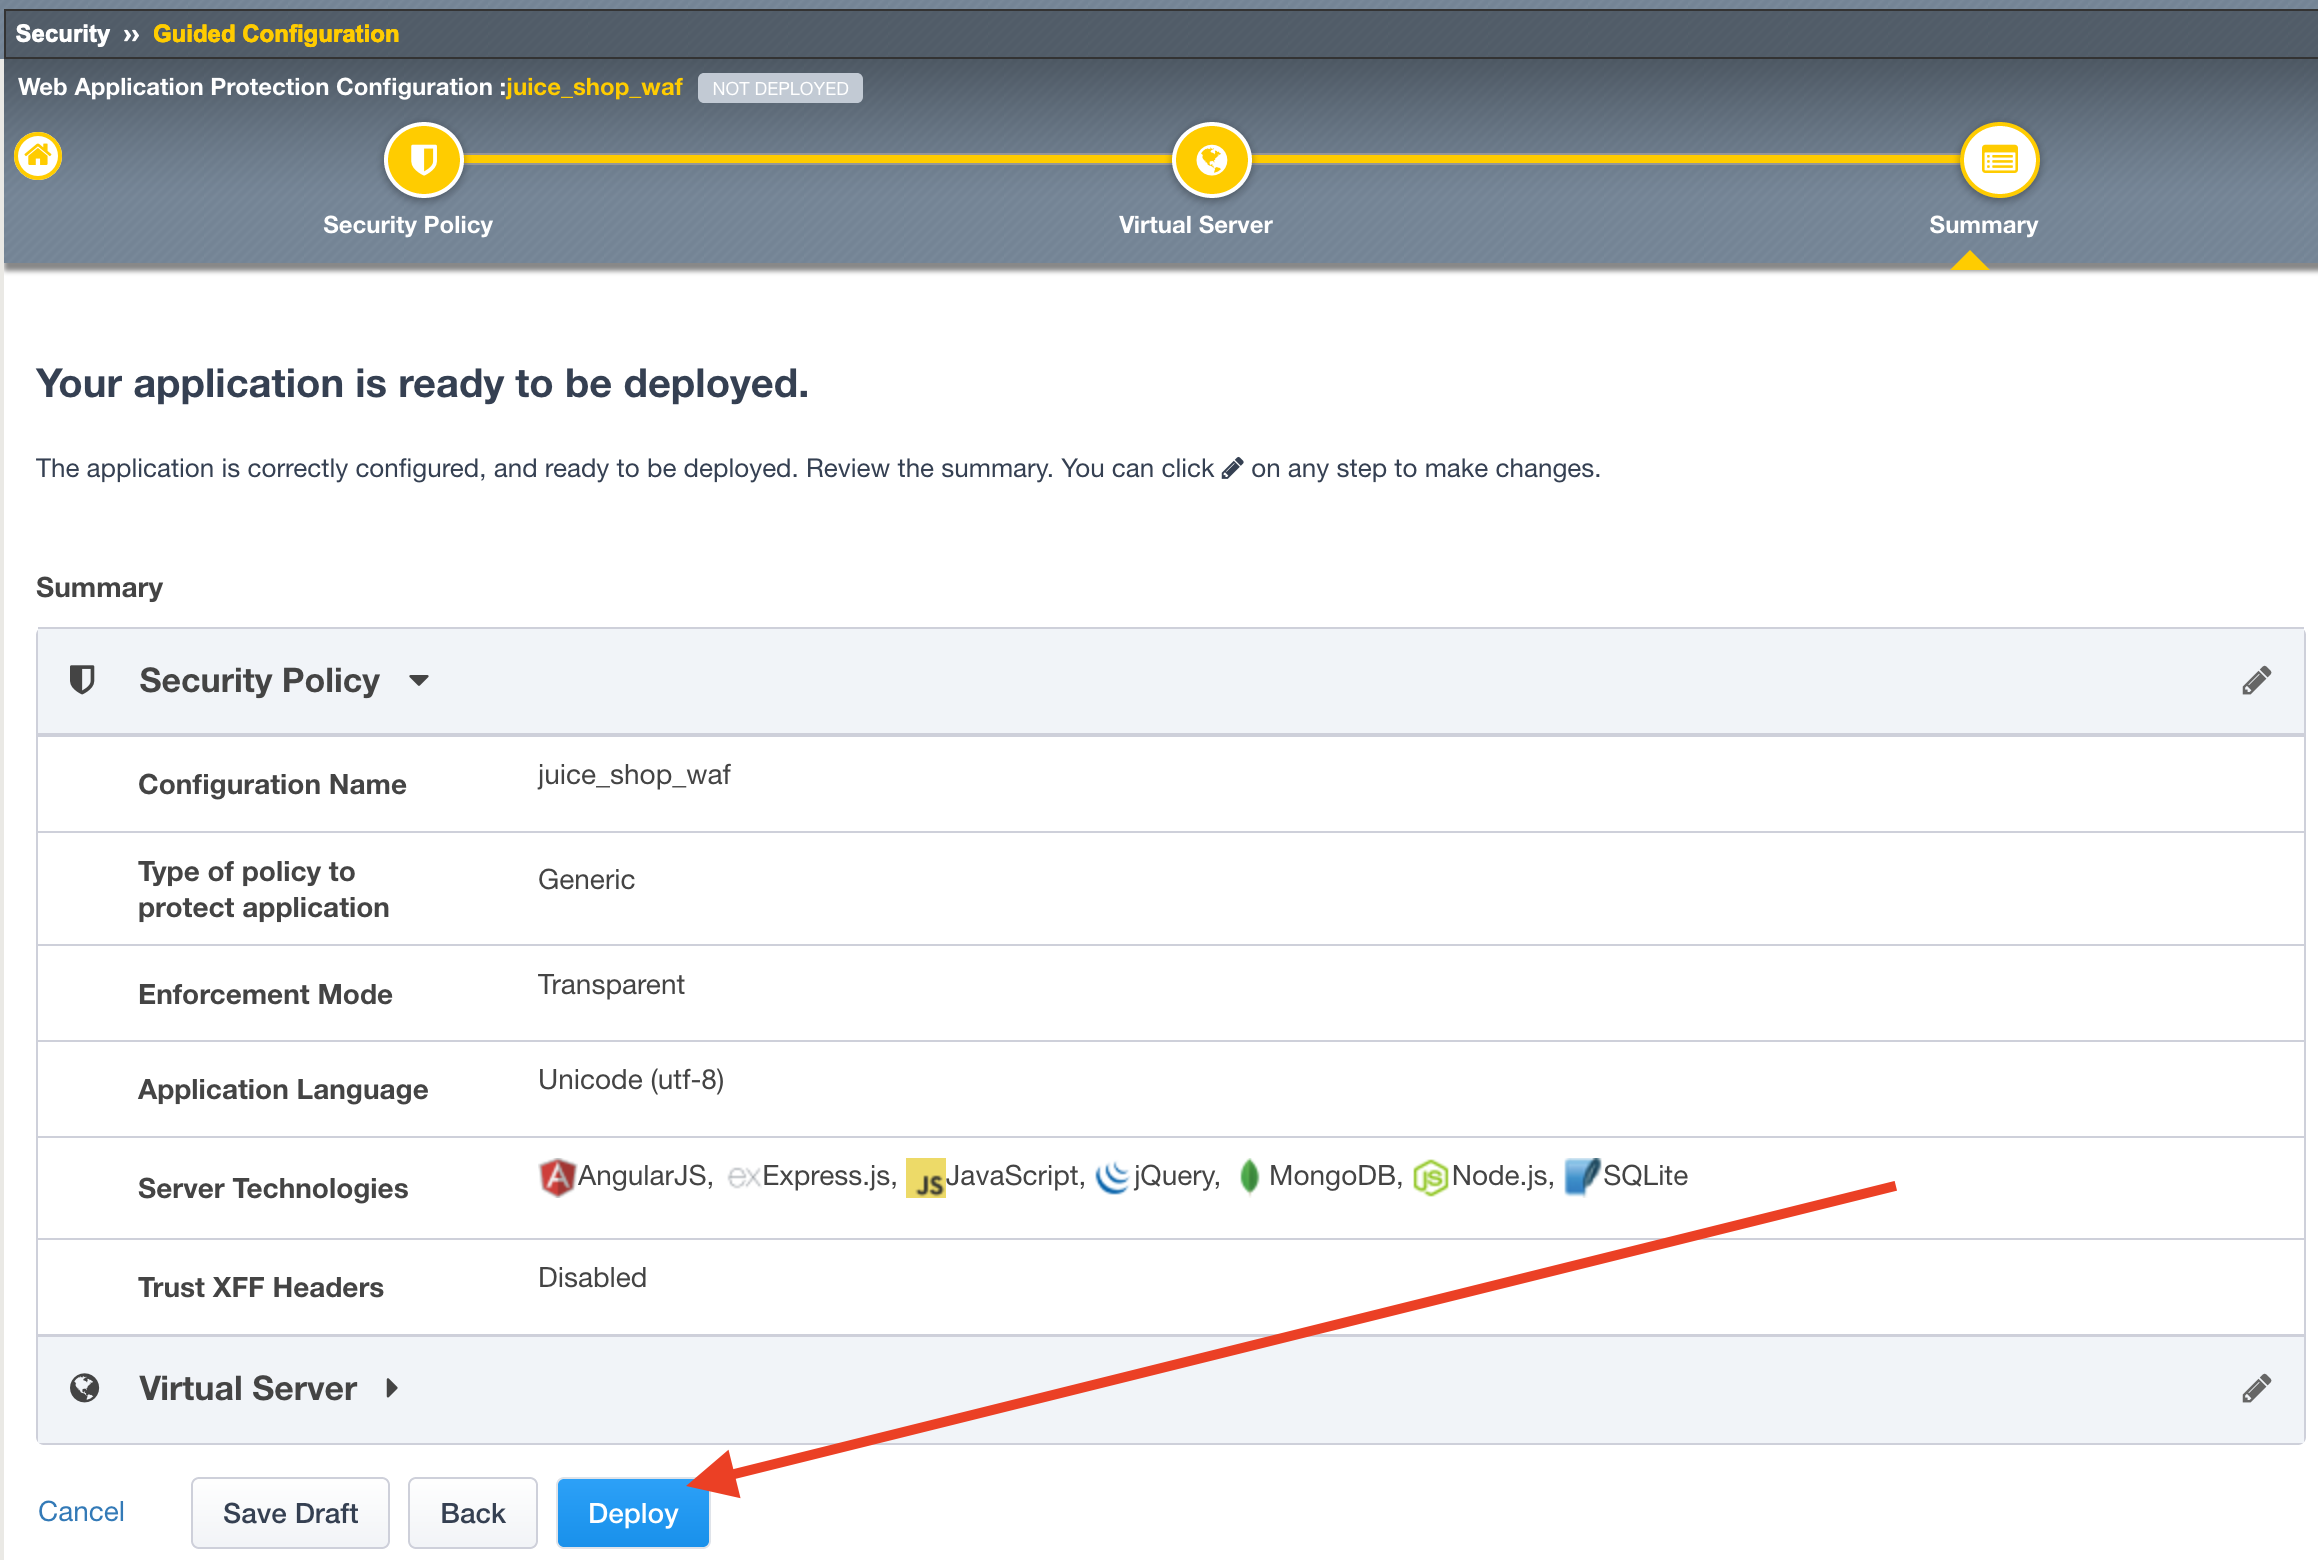 Security ›› Guided Configuration
Web Application Protection Configuration :juice_shop_waf NOT DEPLOYED
Security Policy Virtual Server Summary
Your application is ready to be deployed.
The application is correctly configured, and ready to be deployed. Review the summary. You can click on any step to make changes.
Summary
Security Policy
Configuration Name juice_shop_waf
Type of policy to
protect application
Generic
Enforcement Mode Transparent
Application Language Unicode (utf-8)
Server Technologies AngularJS, ex Express.js, JS JavaScript, jQuery, MongoDB, JS Node.js, SQLite
Trust XFF Headers Disabled
Virtual Server
Cancel Save Draft Back Deploy